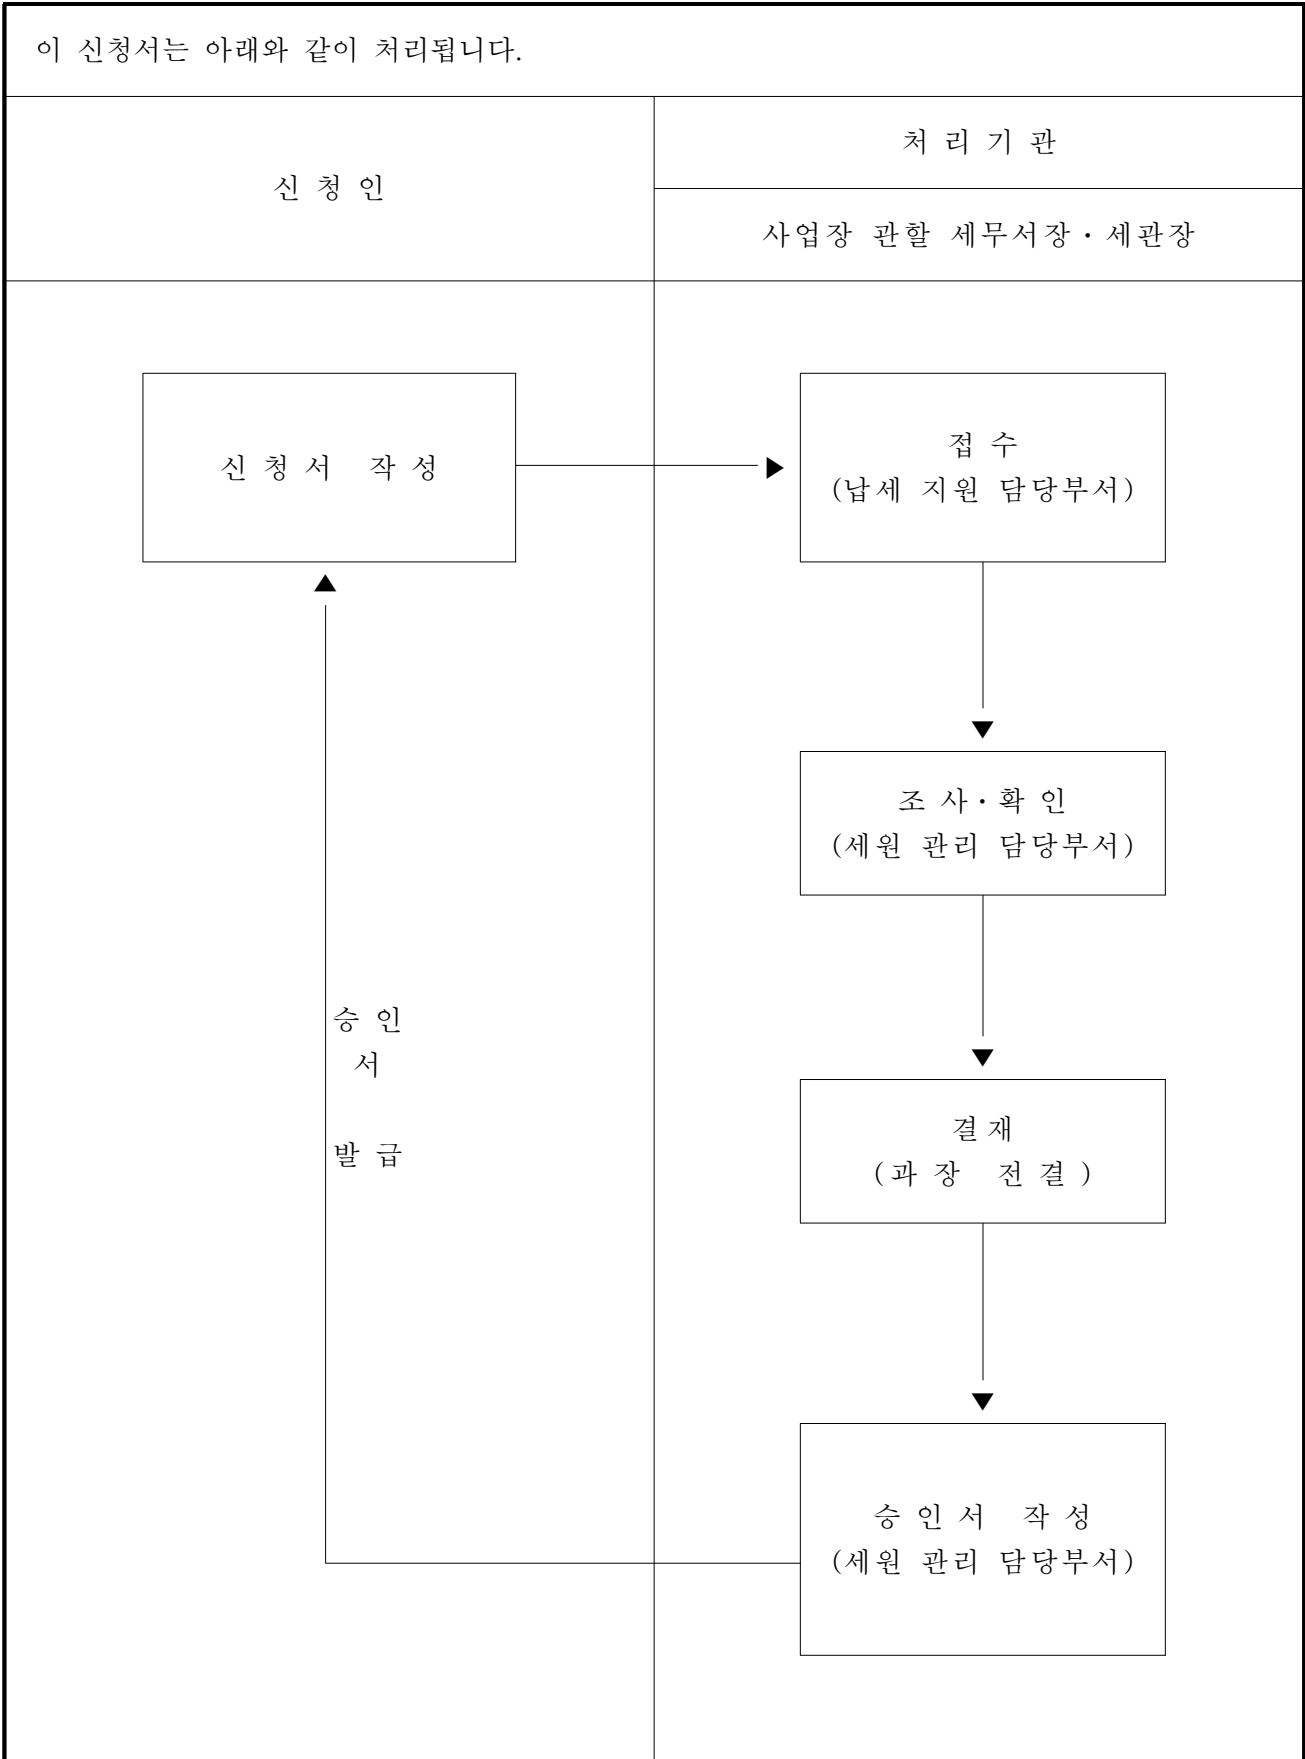 이 신청서는 아래와 같이 처리됩니다.
신 청 인
처 리 기 관
사업장 관할 세무서장・세관장
신 청 서 작 성
접 수
(납세 지원 담당부서)
조 사・확 인
(세원 관리 담당부서)
승 인
서
발 급
결 재
(과 장 전 결 )
승 인 서 작 성
(세원 관리 담당부서)